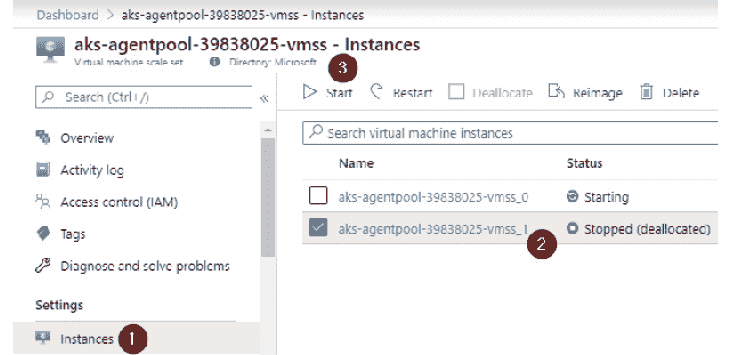 Dashboard > aks-agentpool-39838025-vmss - Instances
aks-agentpool-39838025-vmss - Instances
Virtual machine scale set Directory: Microsoft
3
Search (Ctrl+/) «
Start Restart Deallocate Reimage Delete
Search virtual machine instances
Overview
Name Status
Activity log
aks-agentpool-39838025-vmss_0 Starting
Access control (IAM)
aks-agentpool-39838025-vmss_1 2 Stopped (deallocated)
Tags
Diagnose and solve problems
Settings
Instances 1